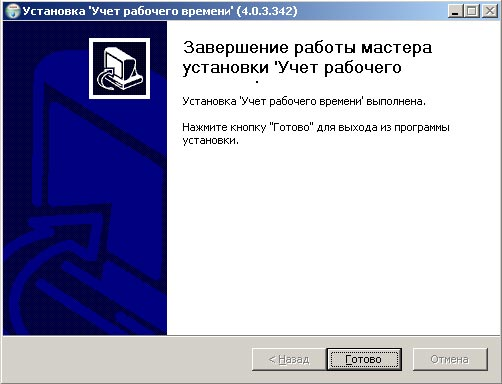 Установка 'Учет рабочего времени' (4.0.3.342)
Завершение работы мастера
установки 'Учет рабочего
Установка 'Учет рабочего времени' выполнена.
Нажмите кнопку "Готово" для выхода из программы
установки.
< Назад
Готово
Отмена